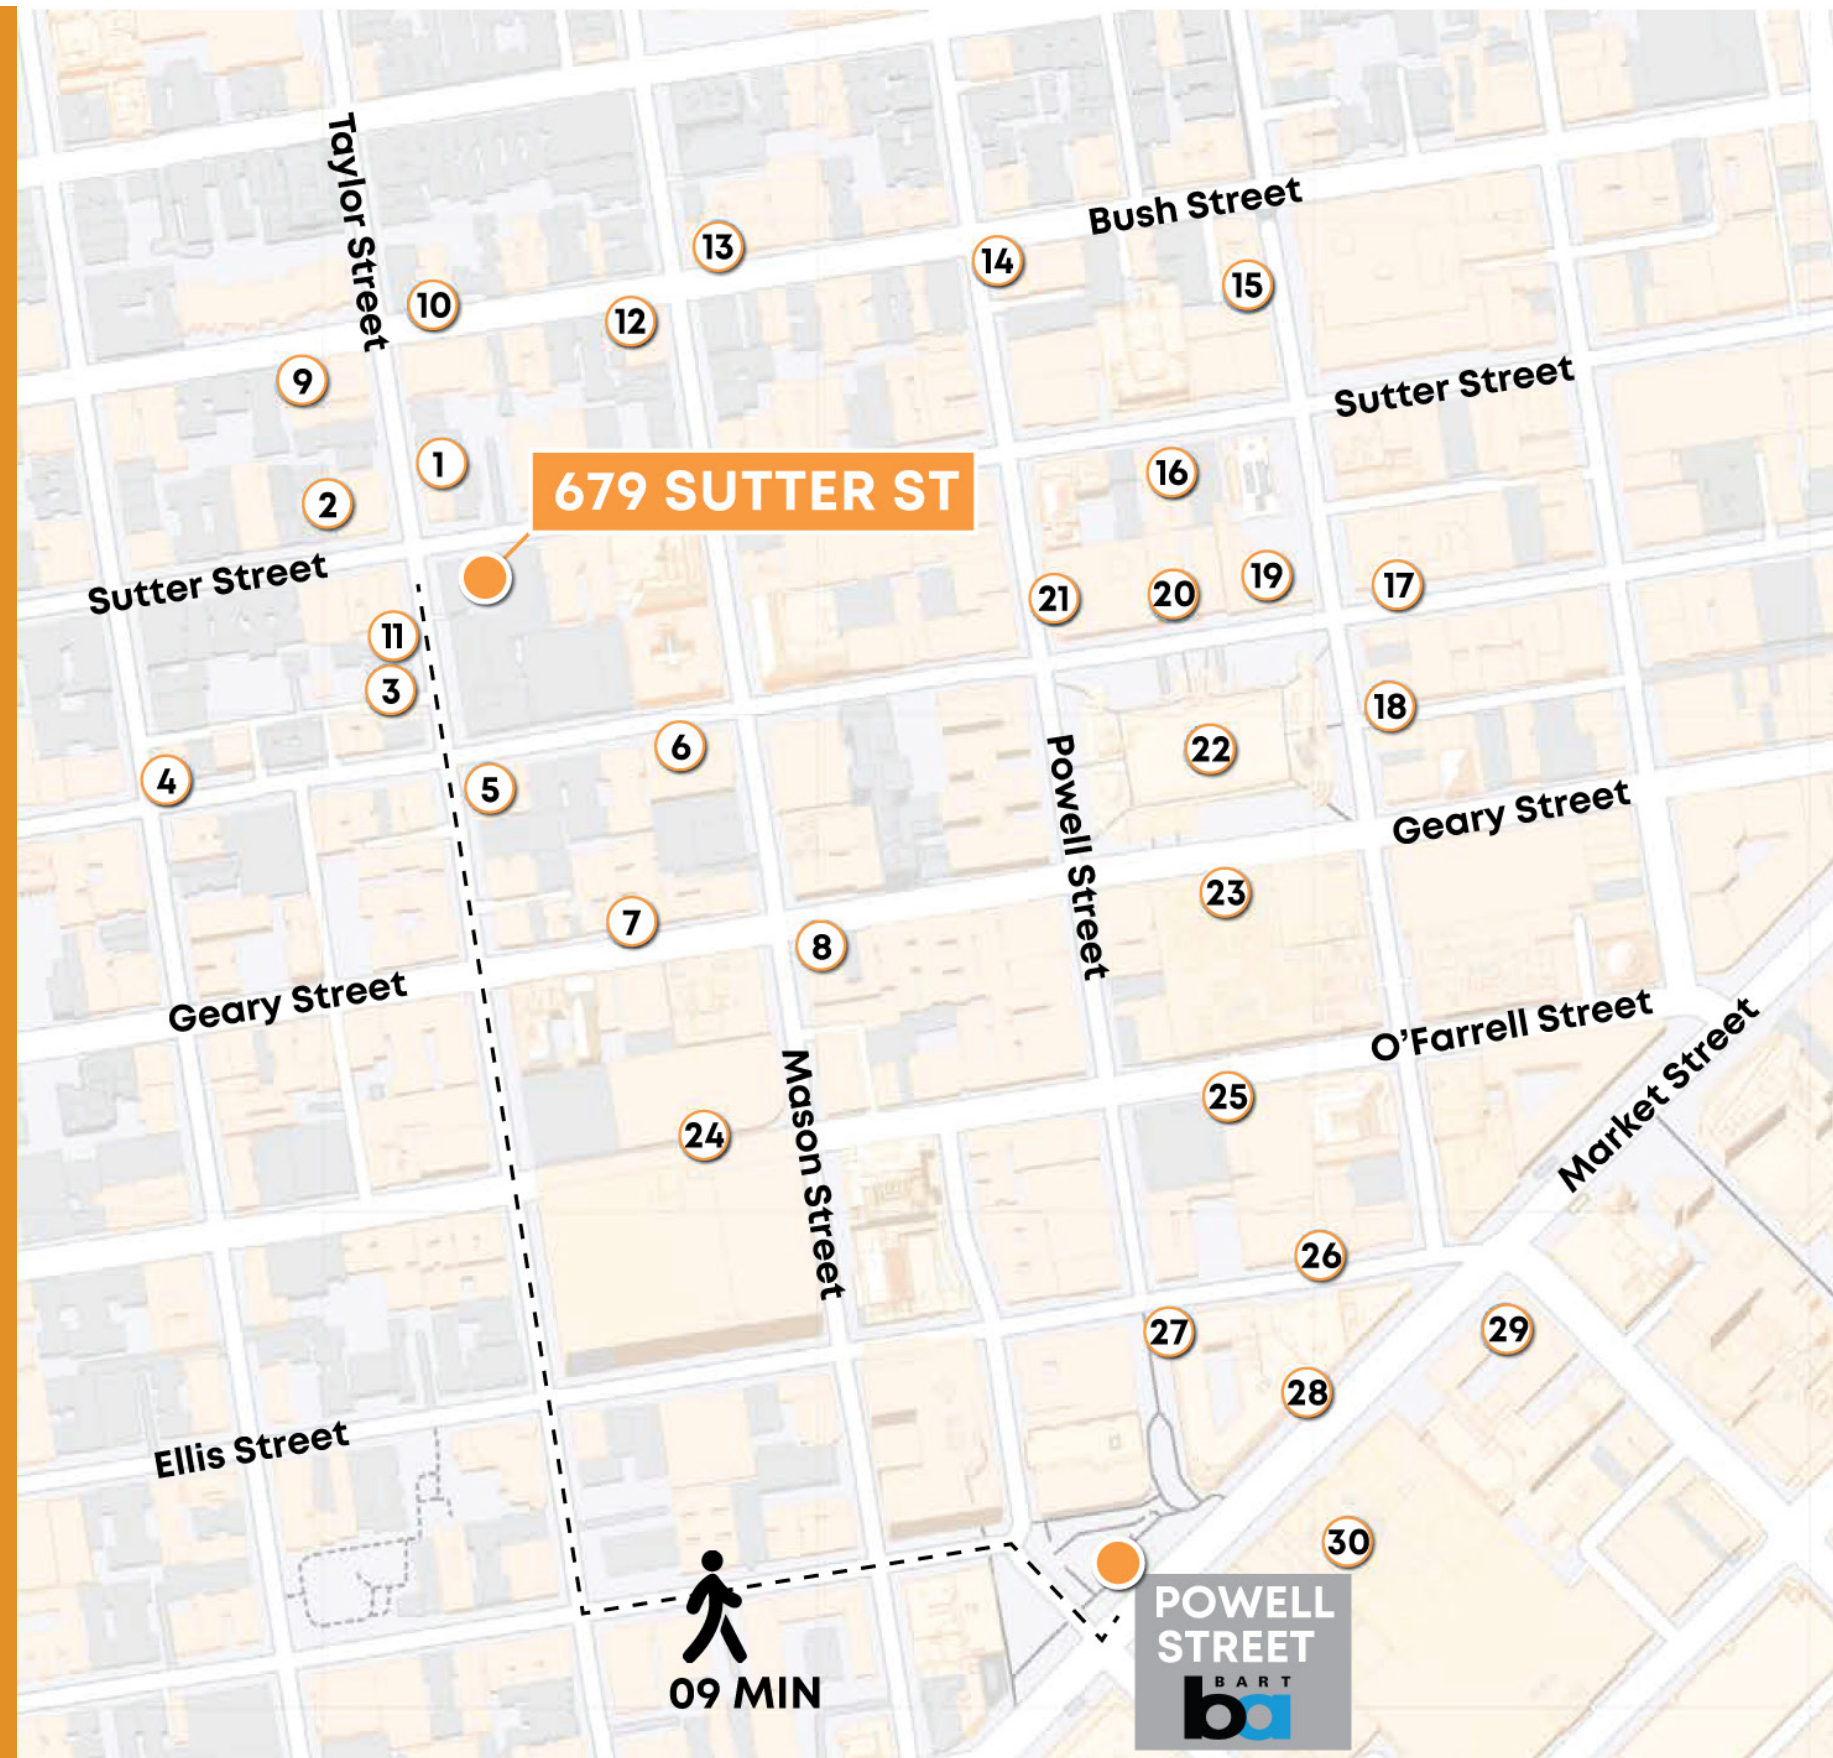 Taylor Street
Bush Street
13
14
15
10
12
9
Sutter Street
1
2
679 SUTTER ST
16
Sutter Street
21
20
19
17
11
3
18
6
22
4
5
Powell Street
Geary Street
23
7
8
Geary Street
O'Farrell Street
Market Street
25
24
Mason Street
26
27
29
28
Ellis Street
30
POWELL
STREET
BART
ba
09 MIN